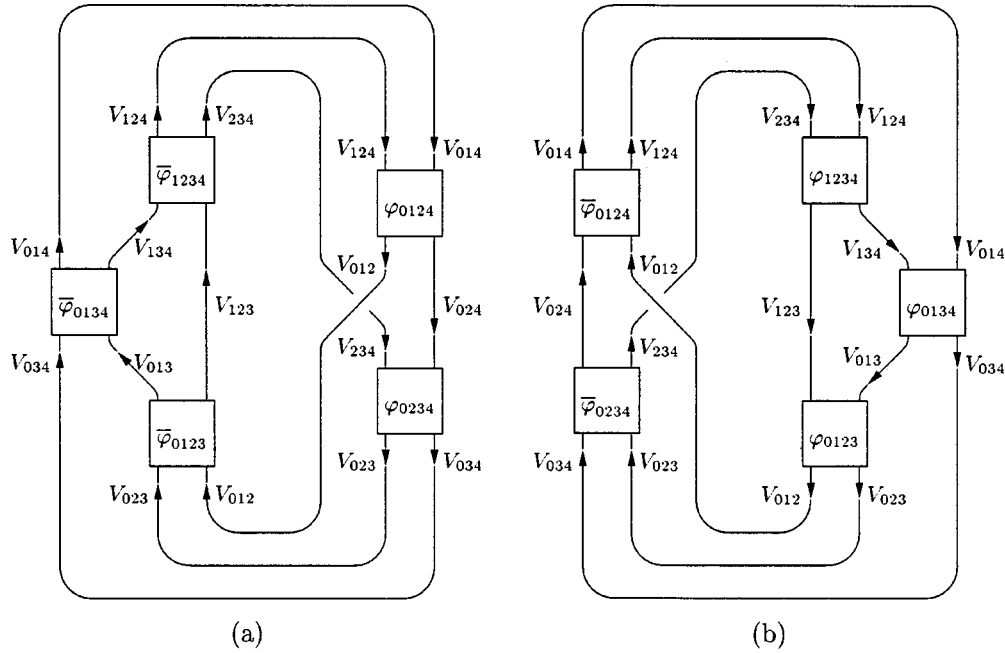 V₁₂₄ V₂₃₄ V₁₂₄ V₀₁₄
φ̅₁₂₃₄ φ₀₁₂₄
V₀₁₄ V₁₃₄ V₀₁₂
φ̅₀₁₃₄ V₁₂₃ V₀₂₄
V₀₃₄ V₀₁₃ V₂₃₄
φ̅₀₁₂₃ φ₀₂₃₄
V₀₂₃ V₀₁₂ V₀₂₃ V₀₃₄
(a)
V₀₁₄ V₁₂₄ V₂₃₄ V₁₂₄
φ̅₀₁₂₄ φ₁₂₃₄
V₀₁₂ V₁₃₄ V₀₁₄
V₀₂₄ V₁₂₃ φ₀₁₃₄
V₂₃₄ V₀₁₃ V₀₃₄
φ̅₀₂₃₄ φ₀₁₂₃
V₀₃₄ V₀₂₃ V₀₁₂ V₀₂₃
(b)